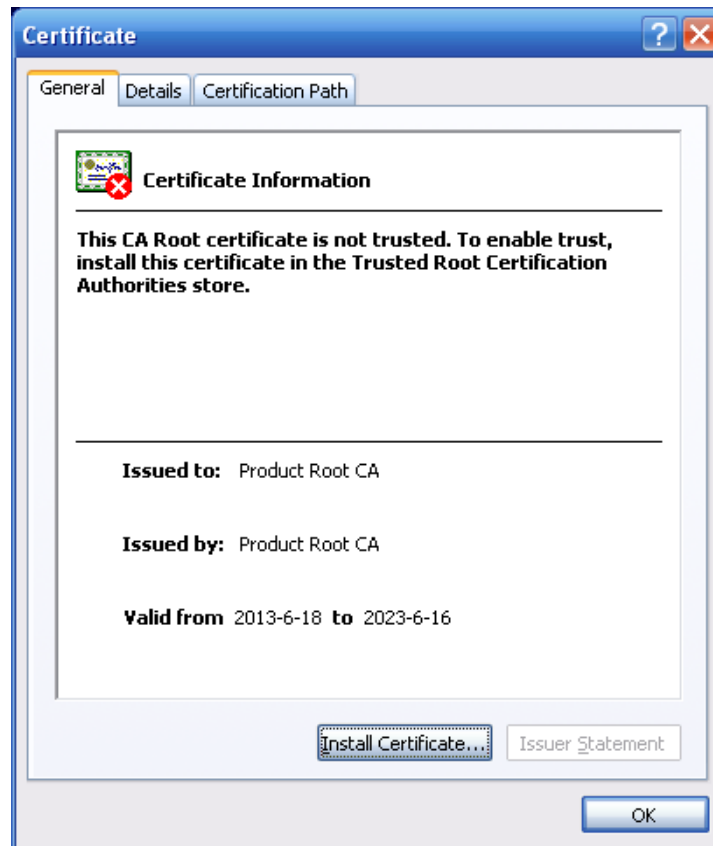 Certificate
General Details Certification Path
Certificate Information
This CA Root certificate is not trusted. To enable trust,
install this certificate in the Trusted Root Certification
Authorities store.
Issued to: Product Root CA
Issued by: Product Root CA
Valid from 2013-6-18 to 2023-6-16
Install Certificate... Issuer Statement
OK